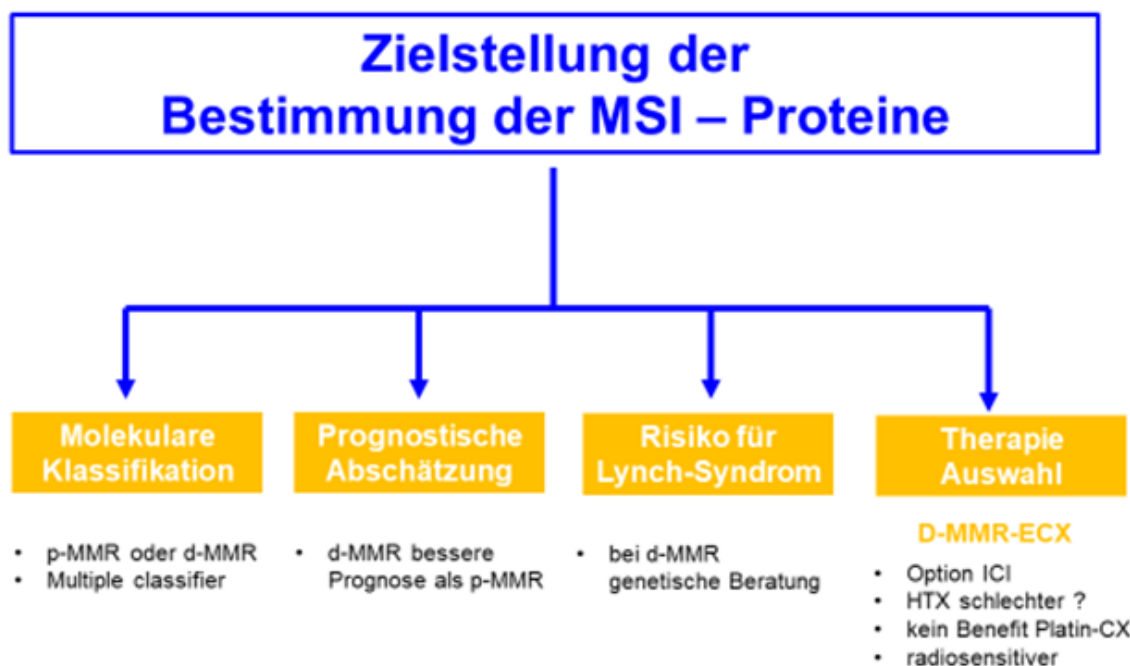 Zielstellung der
Bestimmung der MSI – Proteine
Molekulare
Klassifikation
• p-MMR oder d-MMR
• Multiple classifier
Prognostische
Abschätzung
• d-MMR bessere
Prognose als p-MMR
Risiko für
Lynch-Syndrom
• bei d-MMR
genetische Beratung
Therapie
Auswahl
D-MMR-ECX
• Option ICI
• HTX schlechter ?
• kein Benefit Platin-CX
• radiosensitiver